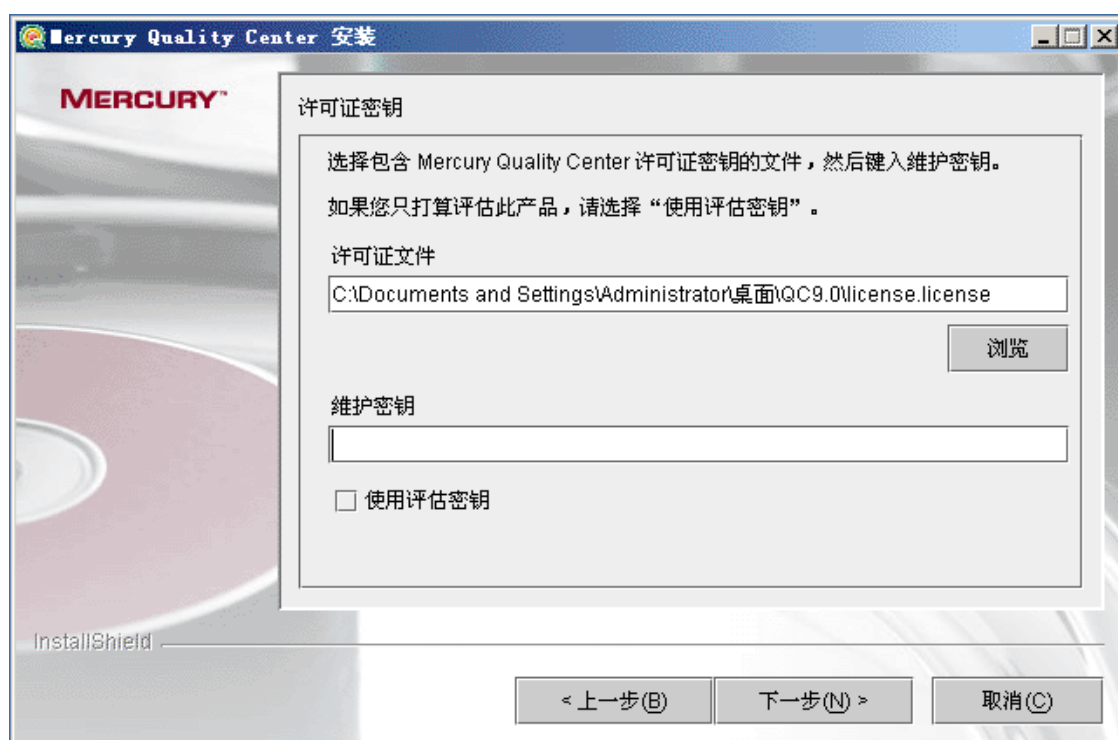 Mercury Quality Center 安装
MERCURY™
许可证密钥
选择包含 Mercury Quality Center 许可证密钥的文件，然后键入维护密钥。
如果您只打算评估此产品，请选择“使用评估密钥”。
许可证文件
C:\Documents and Settings\Administrator\桌面\QC9.0\license.license
浏览
维护密钥
使用评估密钥
InstallShield
< 上一步(B)
下一步(N) >
取消(C)